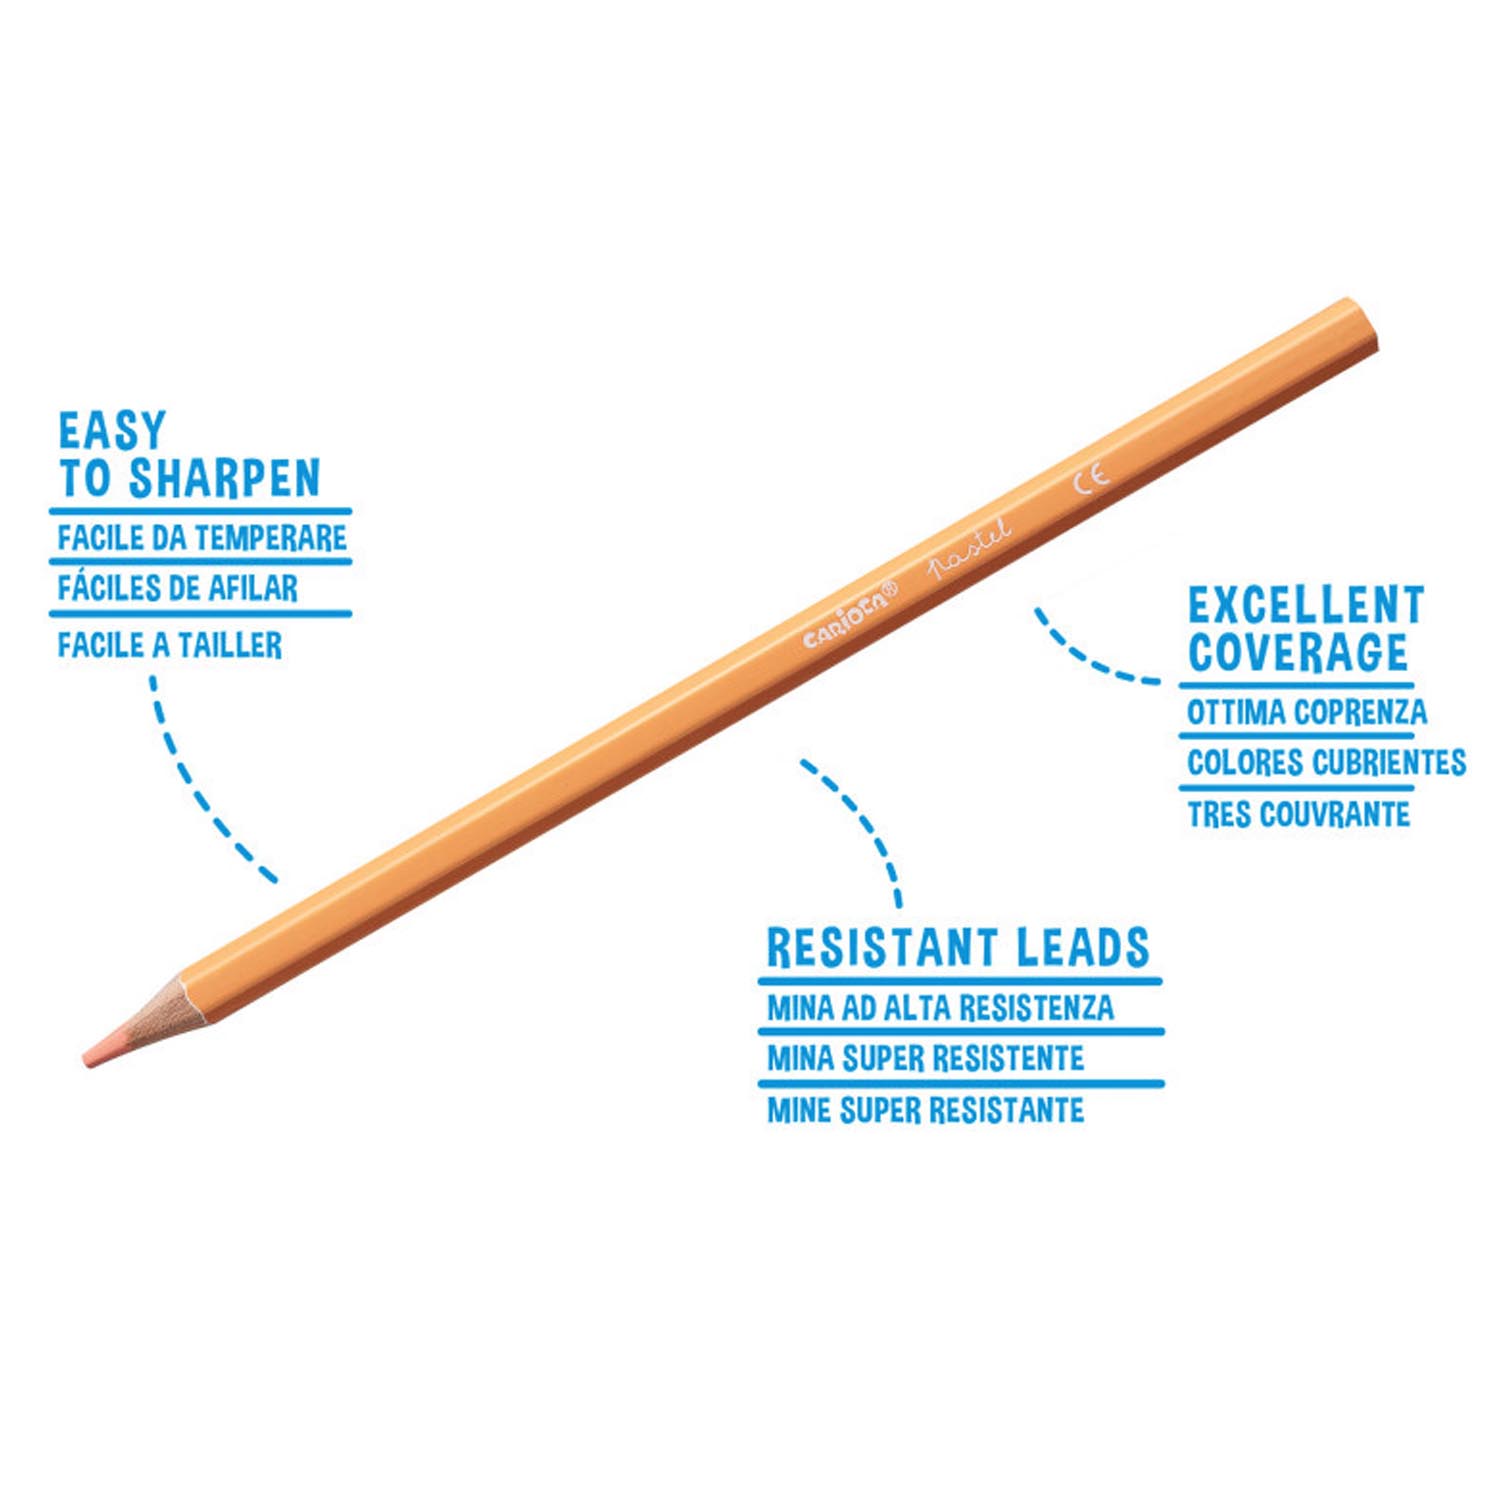 EASY
TO SHARPEN
FACILE DA TEMPERARE
FÁCILES DE AFILAR
FACILE A TAILLER
CARIOCA® Pastel CE
EXCELLENT
COVERAGE
OTTIMA COPRENZA
COLORES CUBRIENTES
TRES COUVRANTE
RESISTANT LEADS
MINA AD ALTA RESISTENZA
MINA SUPER RESISTENTE
MINE SUPER RESISTANTE